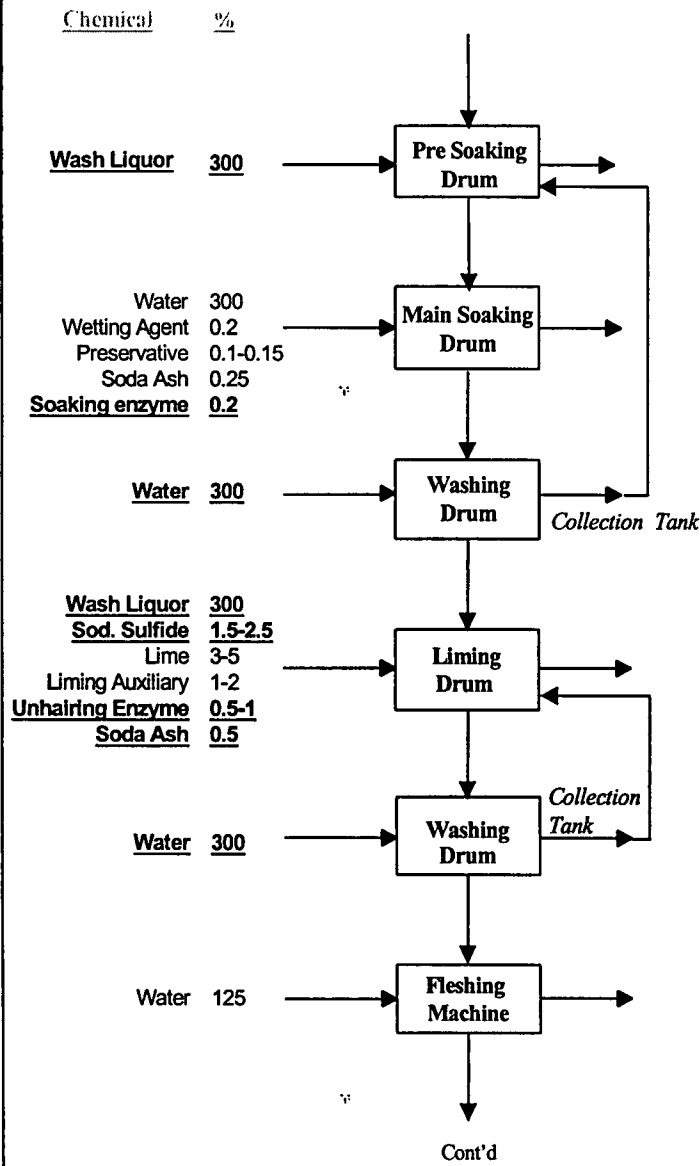 Chemical %
Wash Liquor 300
Pre Soaking
Drum
Water 300
Wetting Agent 0.2
Preservative 0.1-0.15
Soda Ash 0.25
Soaking enzyme 0.2
Main Soaking
Drum
Water 300
Washing
Drum
Collection Tank
Wash Liquor 300
Sod. Sulfide 1.5-2.5
Lime 3-5
Liming Auxiliary 1-2
Unhairing Enzyme 0.5-1
Soda Ash 0.5
Liming
Drum
Water 300
Washing
Drum
Collection
Tank
Water 125
Fleshing
Machine
Cont'd